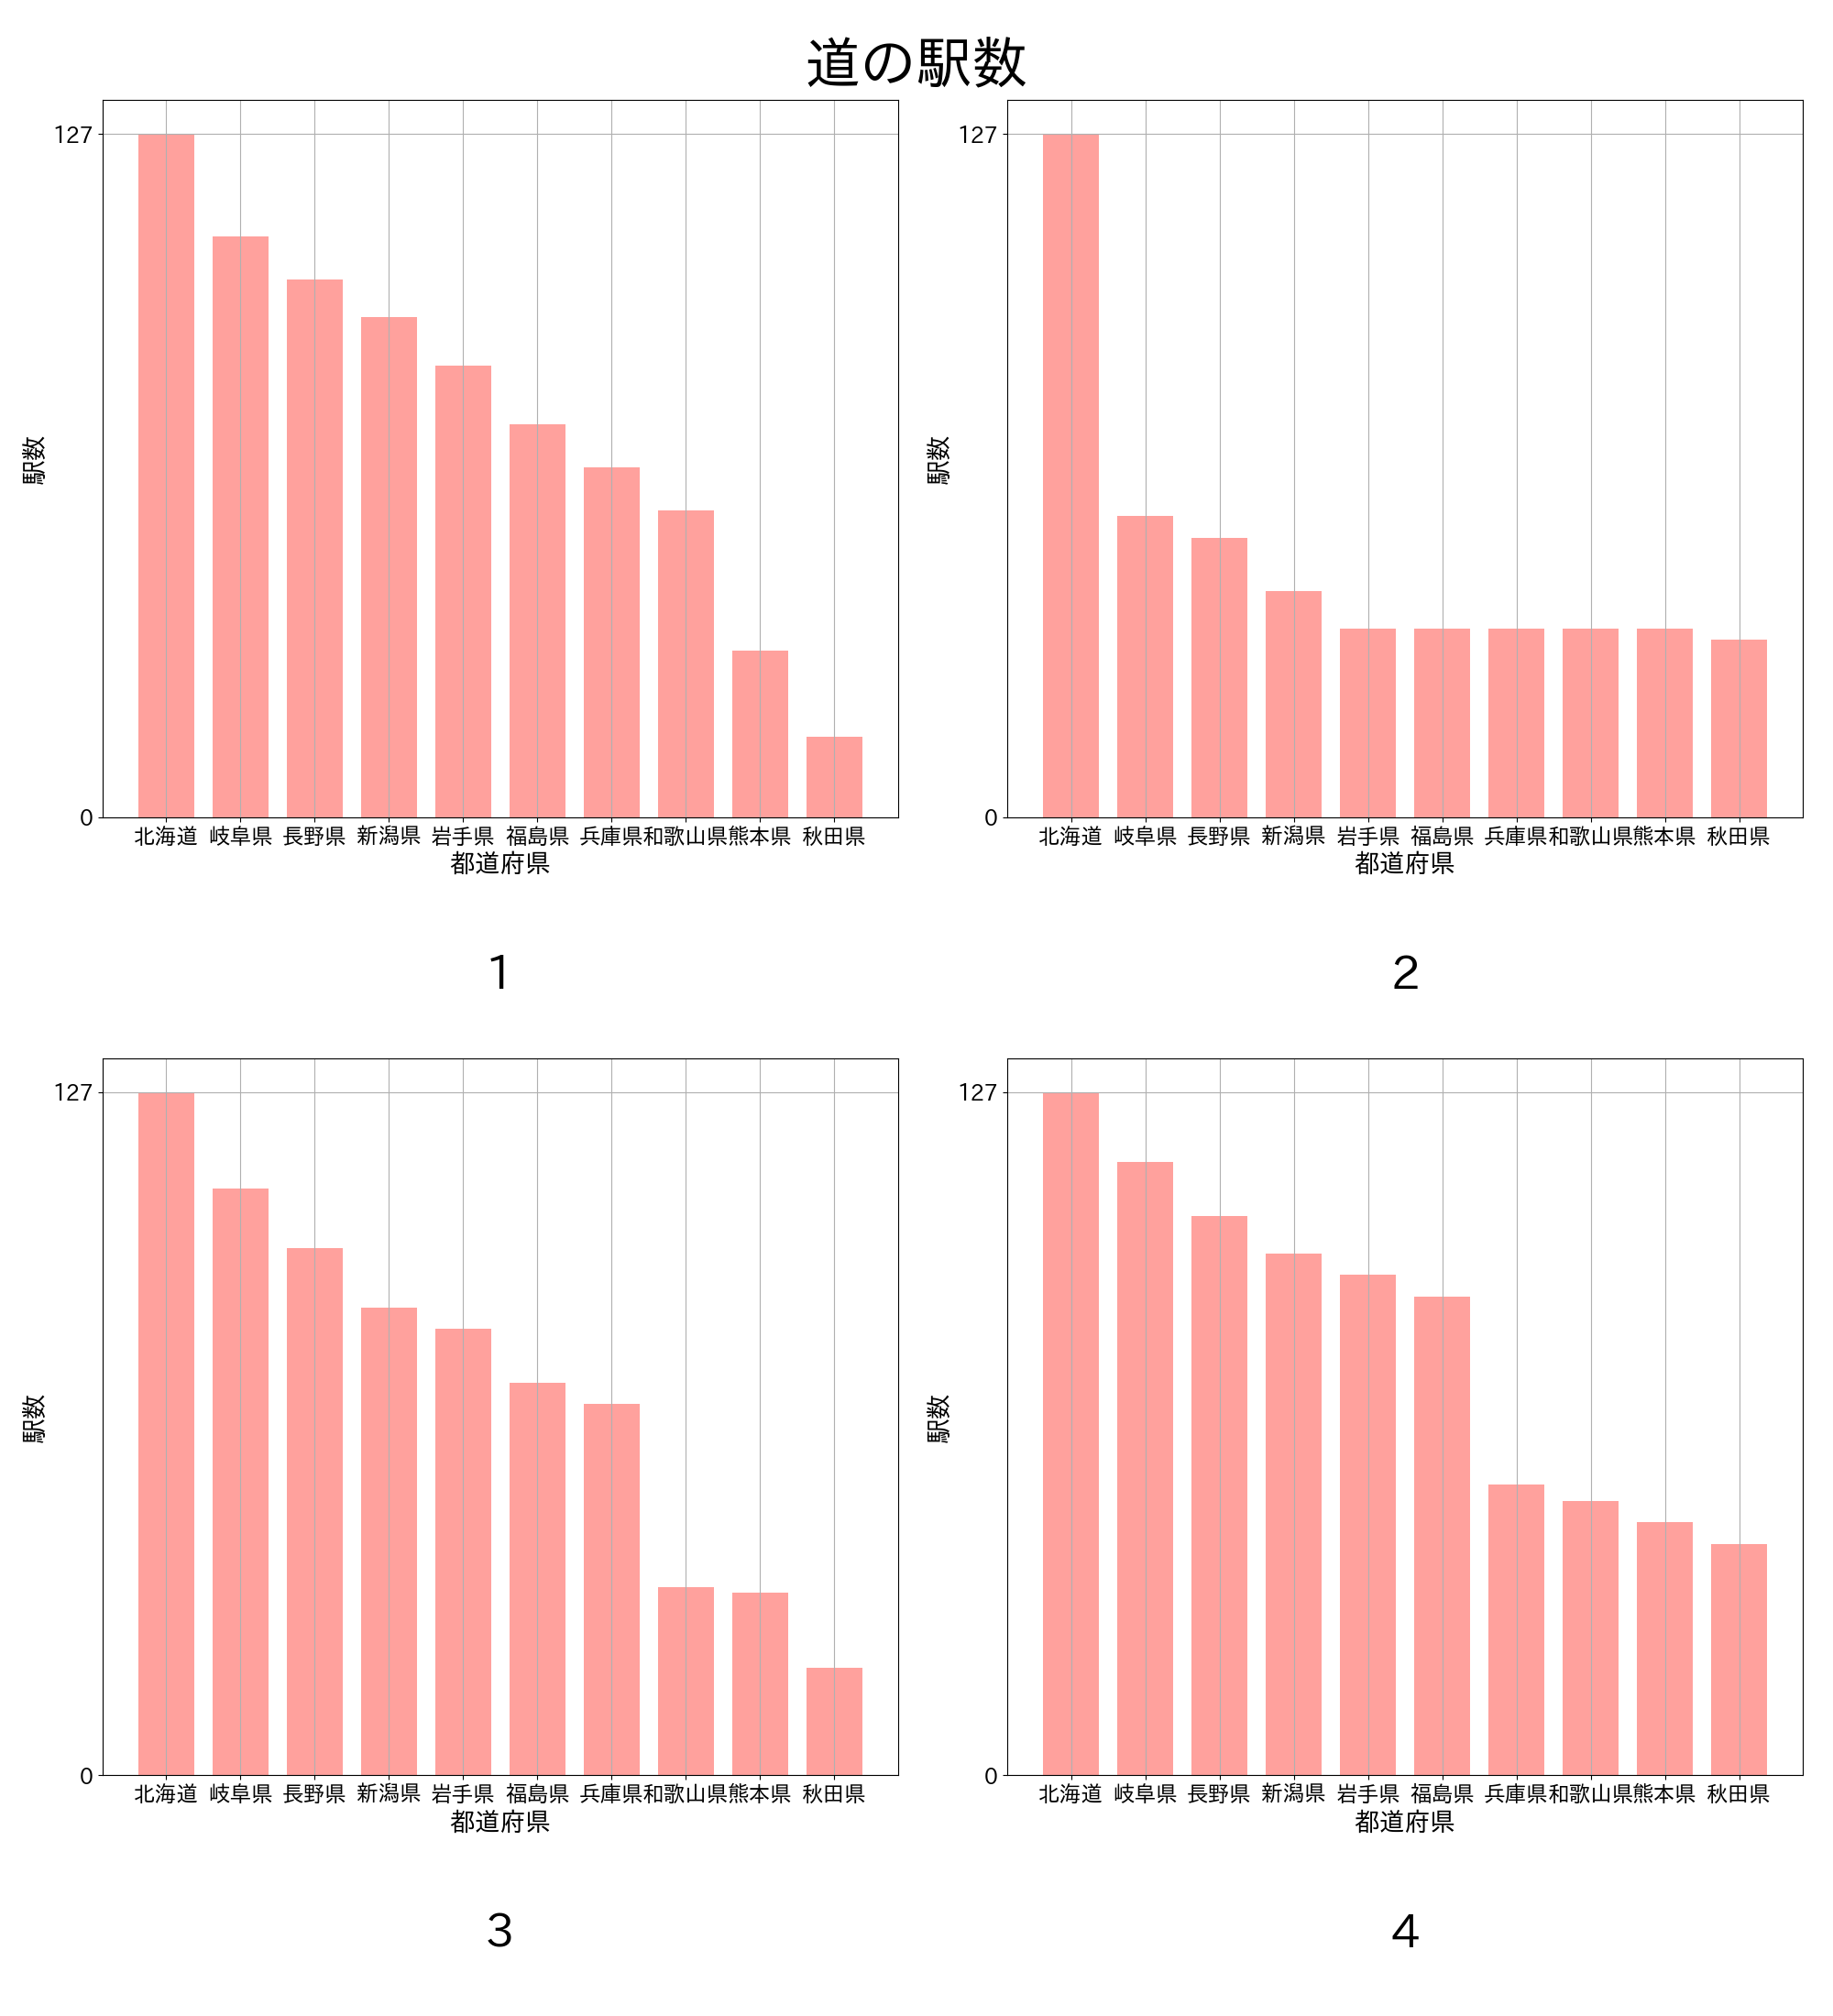 道の駅数
127
0
駅数
北海道 岐阜県 長野県 新潟県 岩手県 福島県 兵庫県 和歌山県 熊本県 秋田県
都道府県
1
127
0
駅数
北海道 岐阜県 長野県 新潟県 岩手県 福島県 兵庫県 和歌山県 熊本県 秋田県
都道府県
2
127
0
駅数
北海道 岐阜県 長野県 新潟県 岩手県 福島県 兵庫県 和歌山県 熊本県 秋田県
都道府県
3
127
0
駅数
北海道 岐阜県 長野県 新潟県 岩手県 福島県 兵庫県 和歌山県 熊本県 秋田県
都道府県
4